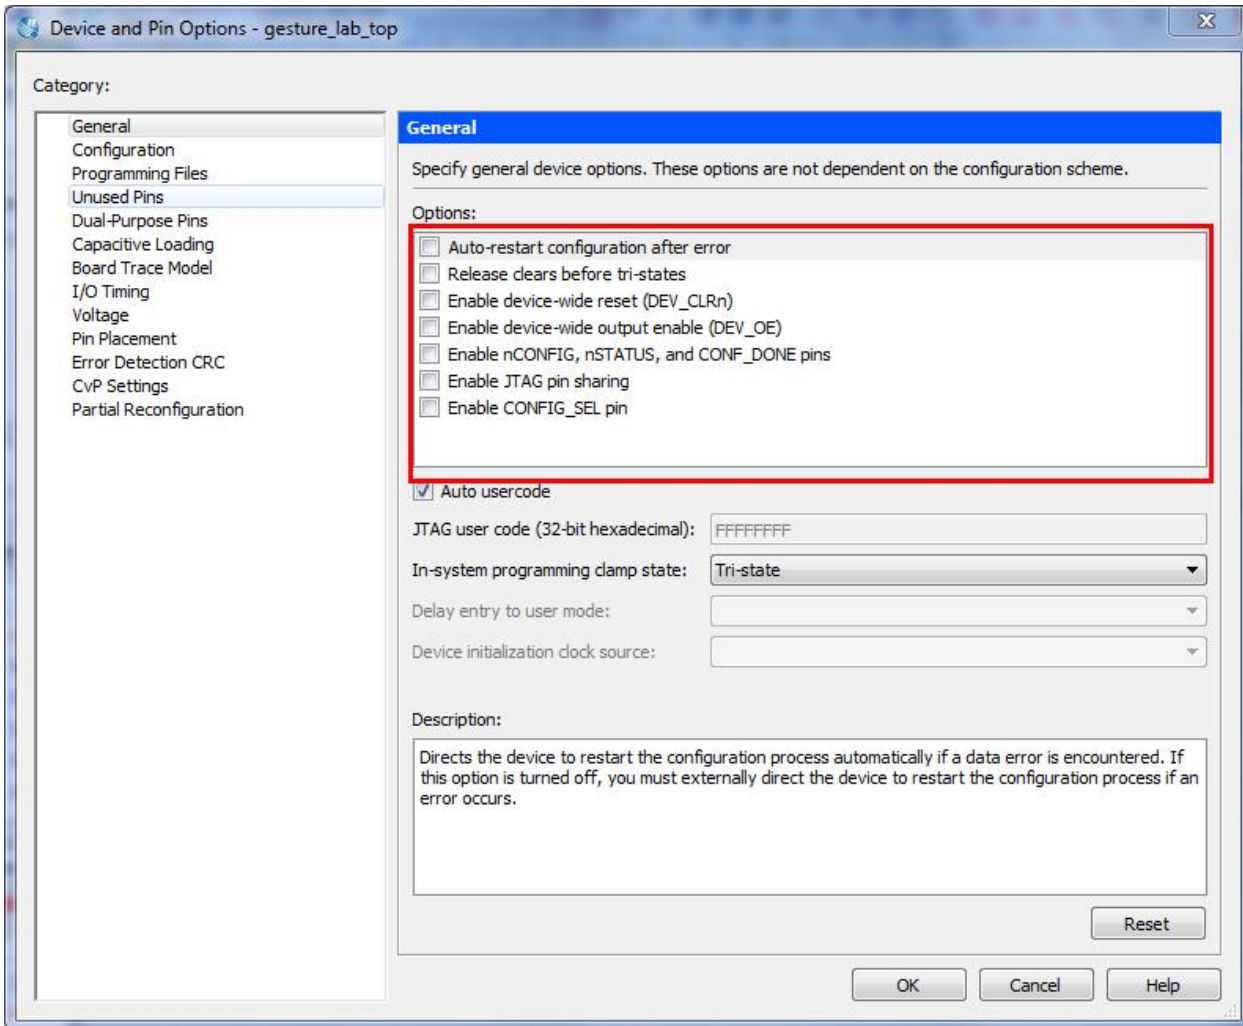 Device and Pin Options - gesture_lab_top
X
Category:
General
Configuration
Programming Files
Unused Pins
Dual-Purpose Pins
Capacitive Loading
Board Trace Model
I/O Timing
Voltage
Pin Placement
Error Detection CRC
CvP Settings
Partial Reconfiguration
General
Specify general device options. These options are not dependent on the configuration scheme.
Options:
Auto-restart configuration after error
Release clears before tri-states
Enable device-wide reset (DEV_CLRn)
Enable device-wide output enable (DEV_OE)
Enable nCONFIG, nSTATUS, and CONF_DONE pins
Enable JTAG pin sharing
Enable CONFIG_SEL pin
Auto usercode
JTAG user code (32-bit hexadecimal): FFFFFFFF
In-system programming clamp state: Tri-state
Delay entry to user mode:
Device initialization clock source:
Description:
Directs the device to restart the configuration process automatically if a data error is encountered. If
this option is turned off, you must externally direct the device to restart the configuration process if an
error occurs.
Reset
OK Cancel Help